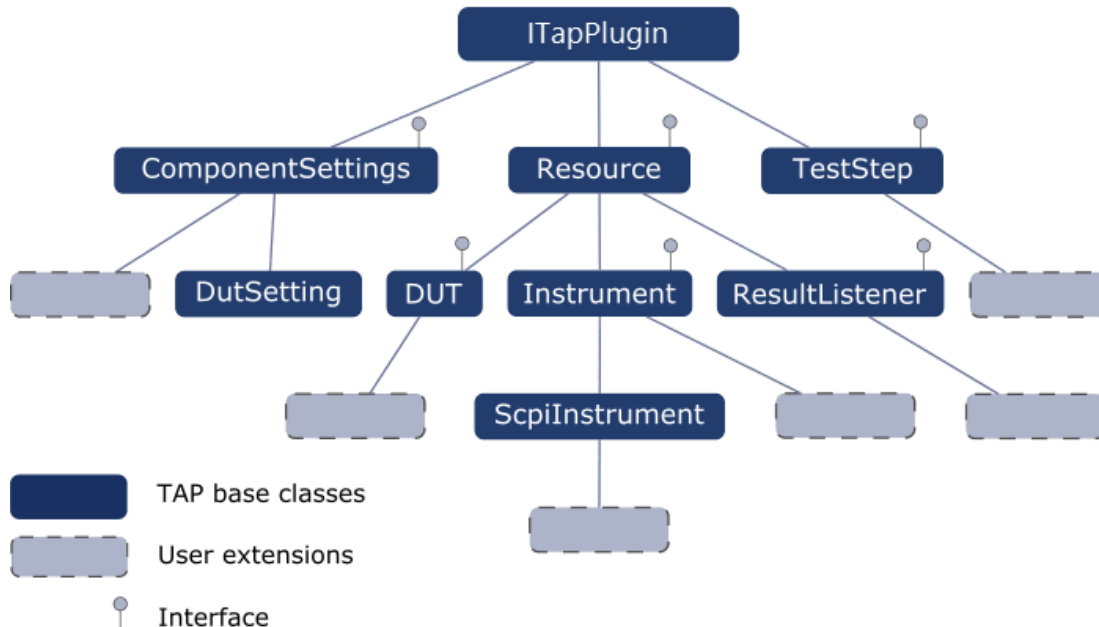 ITapPlugin
ComponentSettings
Resource
TestStep
DutSetting
DUT
Instrument
ResultListener
ScpiInstrument
TAP base classes
User extensions
Interface